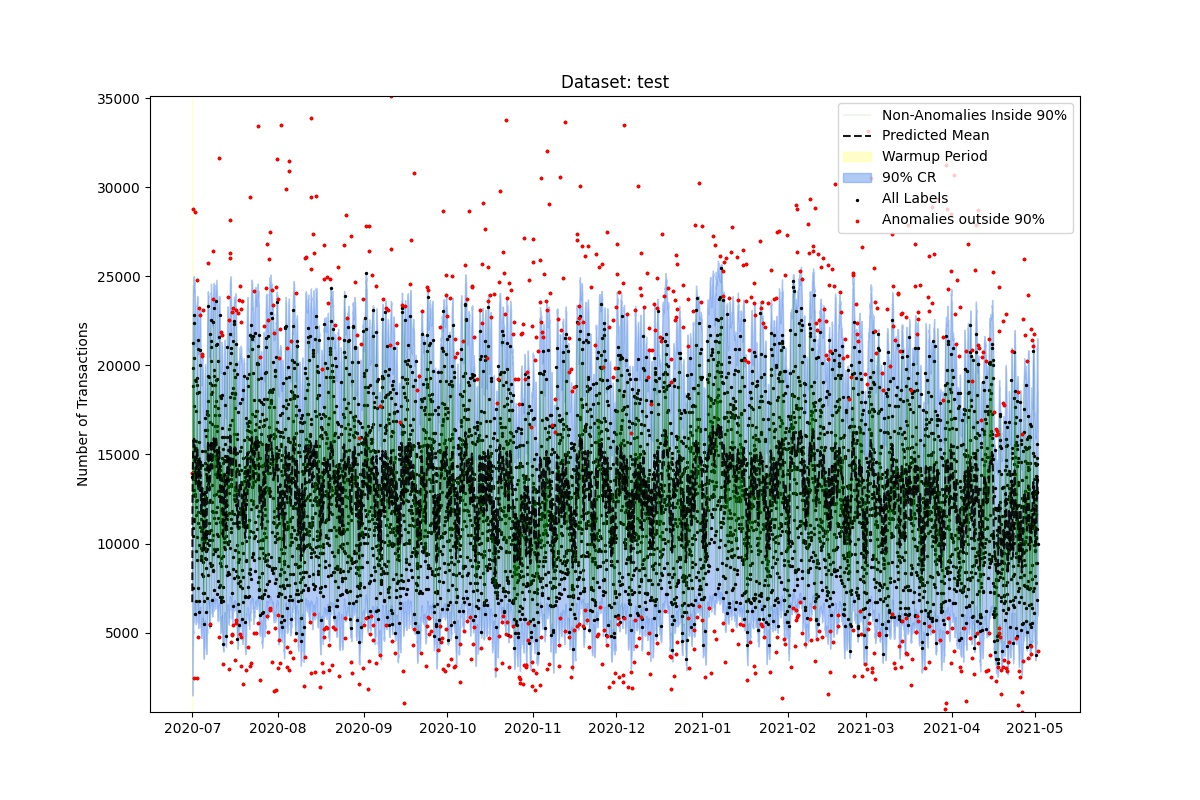 Dataset: test
Number of Transactions
35000
30000
25000
20000
15000
10000
5000
2020-07
2020-08
2020-09
2020-10
2020-11
2020-12
2021-01
2021-02
2021-03
2021-04
2021-05
Non-Anomalies Inside 90%
Predicted Mean
Warmup Period
90% CR
All Labels
Anomalies outside 90%